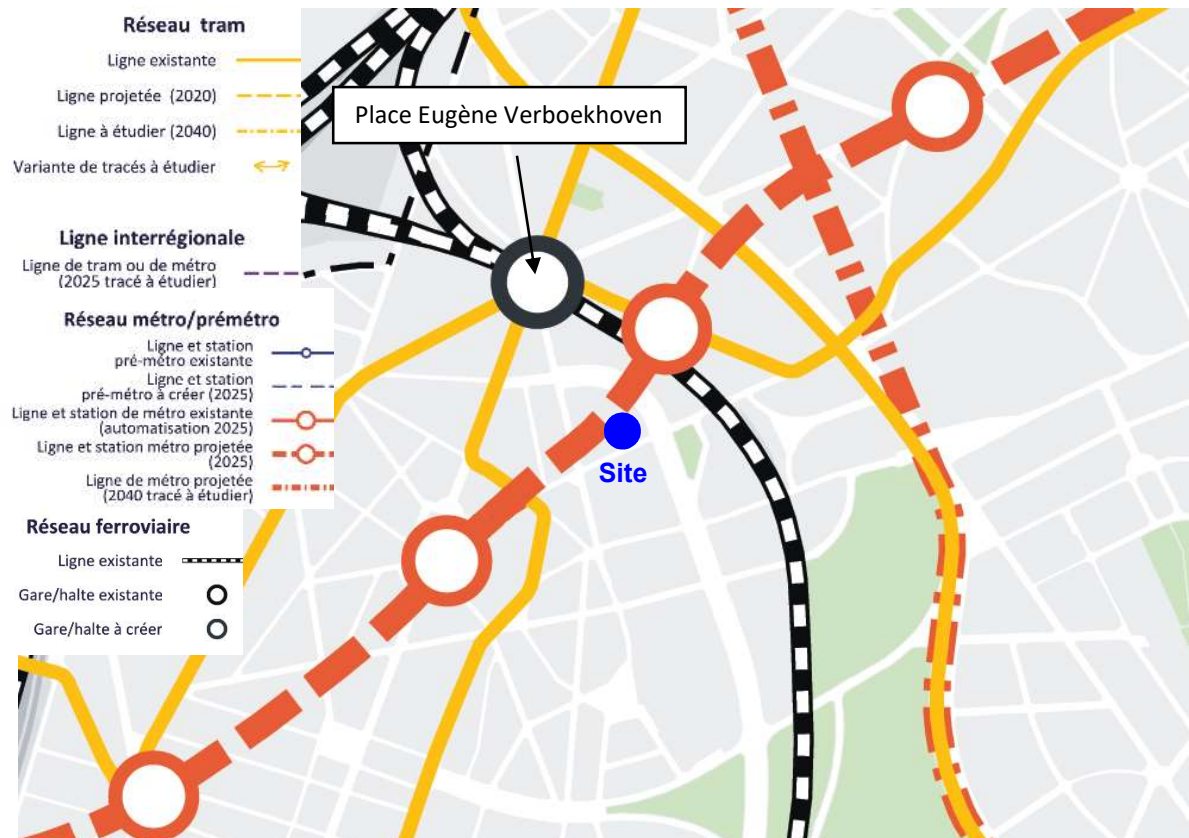 Réseau tram
Ligne existante
Ligne projetée (2020)
Ligne à étudier (2040)
Variante de tracés à étudier
Ligne interrégionale
Ligne de tram ou de métro
(2025 tracé à étudier)
Réseau métro/prémétro
Ligne et station
pré-métro existante
Ligne et station
pré-métro à créer (2025)
Ligne et station de métro existante
(automatisation 2025)
Ligne et station métro projetée
(2025)
Ligne de métro projetée
(2040 tracé à étudier)
Réseau ferroviaire
Ligne existante
Gare/halte existante
Gare/halte à créer
Place Eugène Verboekhoven
Site